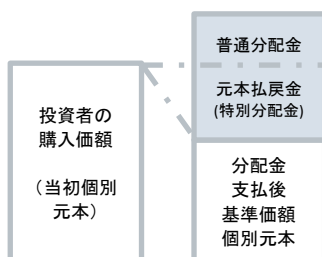 普通分配金
元本払戻金
(特別分配金)
投資者の
購入価額
(当初個別
元本)
分配金
支払後
基準価額
個別元本